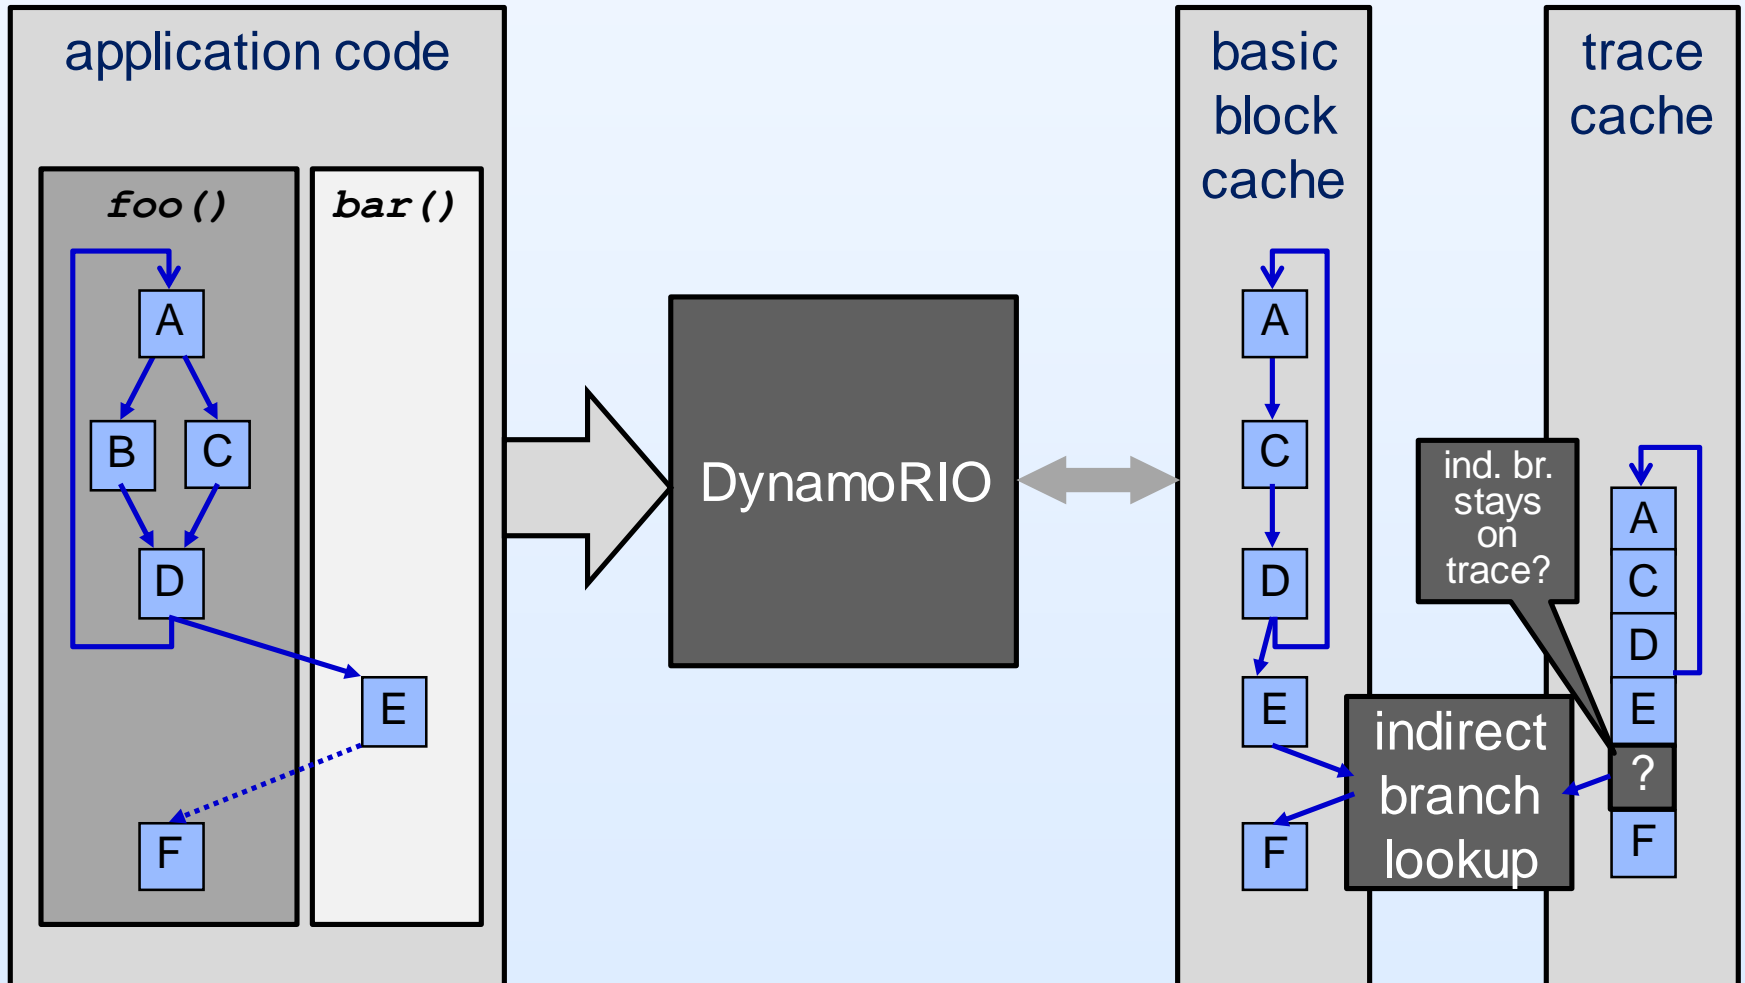 application code
foo()
bar()
A
B
C
D
E
F
DynamoRIO
basic
block
cache
A
C
D
E
F
indirect
branch
lookup
trace
cache
ind. br.
stays
on
trace?
A
C
D
E
?
F